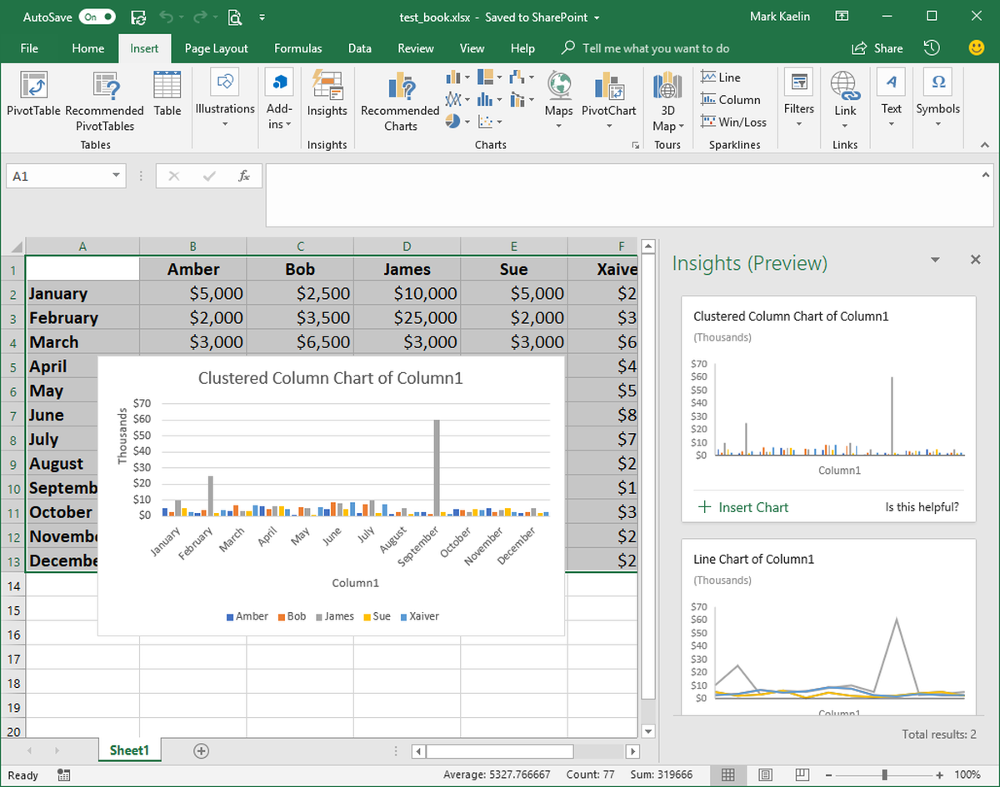 AutoSave On test_book.xlsx - Saved to SharePoint Mark Kaelin
File Home Insert Page Layout Formulas Data Review View Help Tell me what you want to do Share
PivotTable Recommended PivotTables Table Illustrations Add-ins Insights Recommended Charts Maps PivotChart 3D Map Line Column Win/Loss Filters Link Text Symbols
Tables Insights Charts Tours Sparklines Links
A1 fx
A B C D E F
1 Amber Bob James Sue Xaive
2 January $5,000 $2,500 $10,000 $5,000 $2
3 February $2,000 $3,500 $25,000 $2,000 $3
4 March $3,000 $6,500 $3,000 $3,000 $6
5 April $4
6 May $5
7 June $8
8 July $7
9 August $2
10 Septemb $1
11 October $3
12 Novemb $2
13 Decembe $2
14
15
16
17
18
19
20
Clustered Column Chart of Column1
Thousands
$70
$60
$50
$40
$30
$20
$10
$0
January February March April May June July August September October November December
Column1
Amber Bob James Sue Xaiver
Insights (Preview)
Clustered Column Chart of Column1
(Thousands)
$70
$60
$50
$40
$30
$20
$10
$0
Column1
+ Insert Chart Is this helpful?
Line Chart of Column1
(Thousands)
$70
$60
$50
$40
$30
$20
$10
$0
Column1
Total results: 2
Sheet1
Ready Average: 5327.766667 Count: 77 Sum: 319666 - + 100%